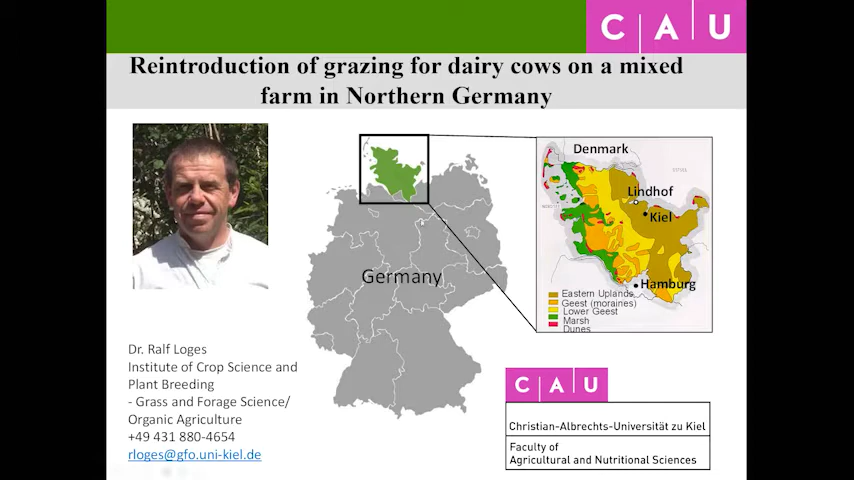 C A U
Reintroduction of grazing for dairy cows on a mixed
farm in Northern Germany
Denmark
Lindhof
Kiel
Hamburg
Eastern Uplands
Geest (moraines)
Lower Geest
Marsh
Dunes
Germany
Dr. Ralf Loges
Institute of Crop Science and
Plant Breeding
- Grass and Forage Science/
Organic Agriculture
+49 431 880-4654
rloges@gfo.uni-kiel.de
C A U
Christian-Albrechts-Universität zu Kiel
Faculty of
Agricultural and Nutritional Sciences